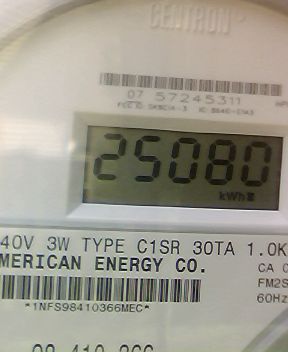 CENTRON
07 57245311
25080
kWh
40V 3W TYPE C1SR 30TA 1.0K
MERICAN ENERGY CO.
CA 0
FM2S
60Hz
*1NFS98410366MEC*